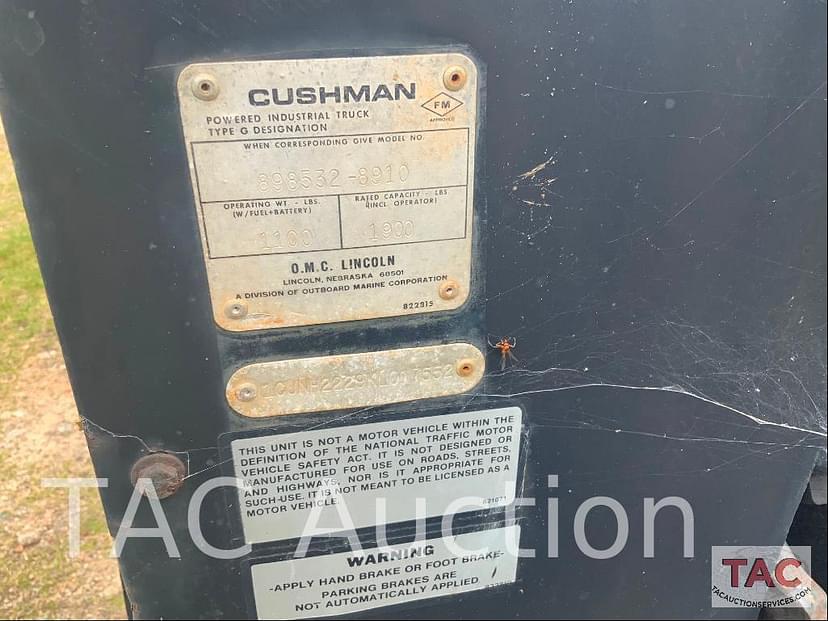 CUSHMAN
FM
APPROVED
POWERED INDUSTRIAL TRUCK
TYPE G DESIGNATION
WHEN CORRESPONDING GIVE MODEL NO.
898532-8910
OPERATING WT. - LBS.
(W/FUEL+BATTERY)
1100
RATED CAPACITY - LBS.
(INCL. OPERATOR)
1900
O.M.C. LINCOLN
LINCOLN, NEBRASKA 68501
A DIVISION OF OUTBOARD MARINE CORPORATION
822815
THIS UNIT IS NOT A MOTOR VEHICLE WITHIN THE
DEFINITION OF THE NATIONAL TRAFFIC MOTOR
VEHICLE SAFETY ACT. IT IS NOT DESIGNED OR
MANUFACTURED FOR USE ON ROADS, STREETS,
AND HIGHWAYS, NOR IS IT APPROPRIATE FOR
SUCH USE. IT IS NOT MEANT TO BE LICENSED AS A
MOTOR VEHICLE.
TAC Auction
WARNING
-APPLY HAND BRAKE OR FOOT BRAKE-
PARKING BRAKES ARE
NOT AUTOMATICALLY APPLIED
TAC
TACAUCTIONSERVICES.COM